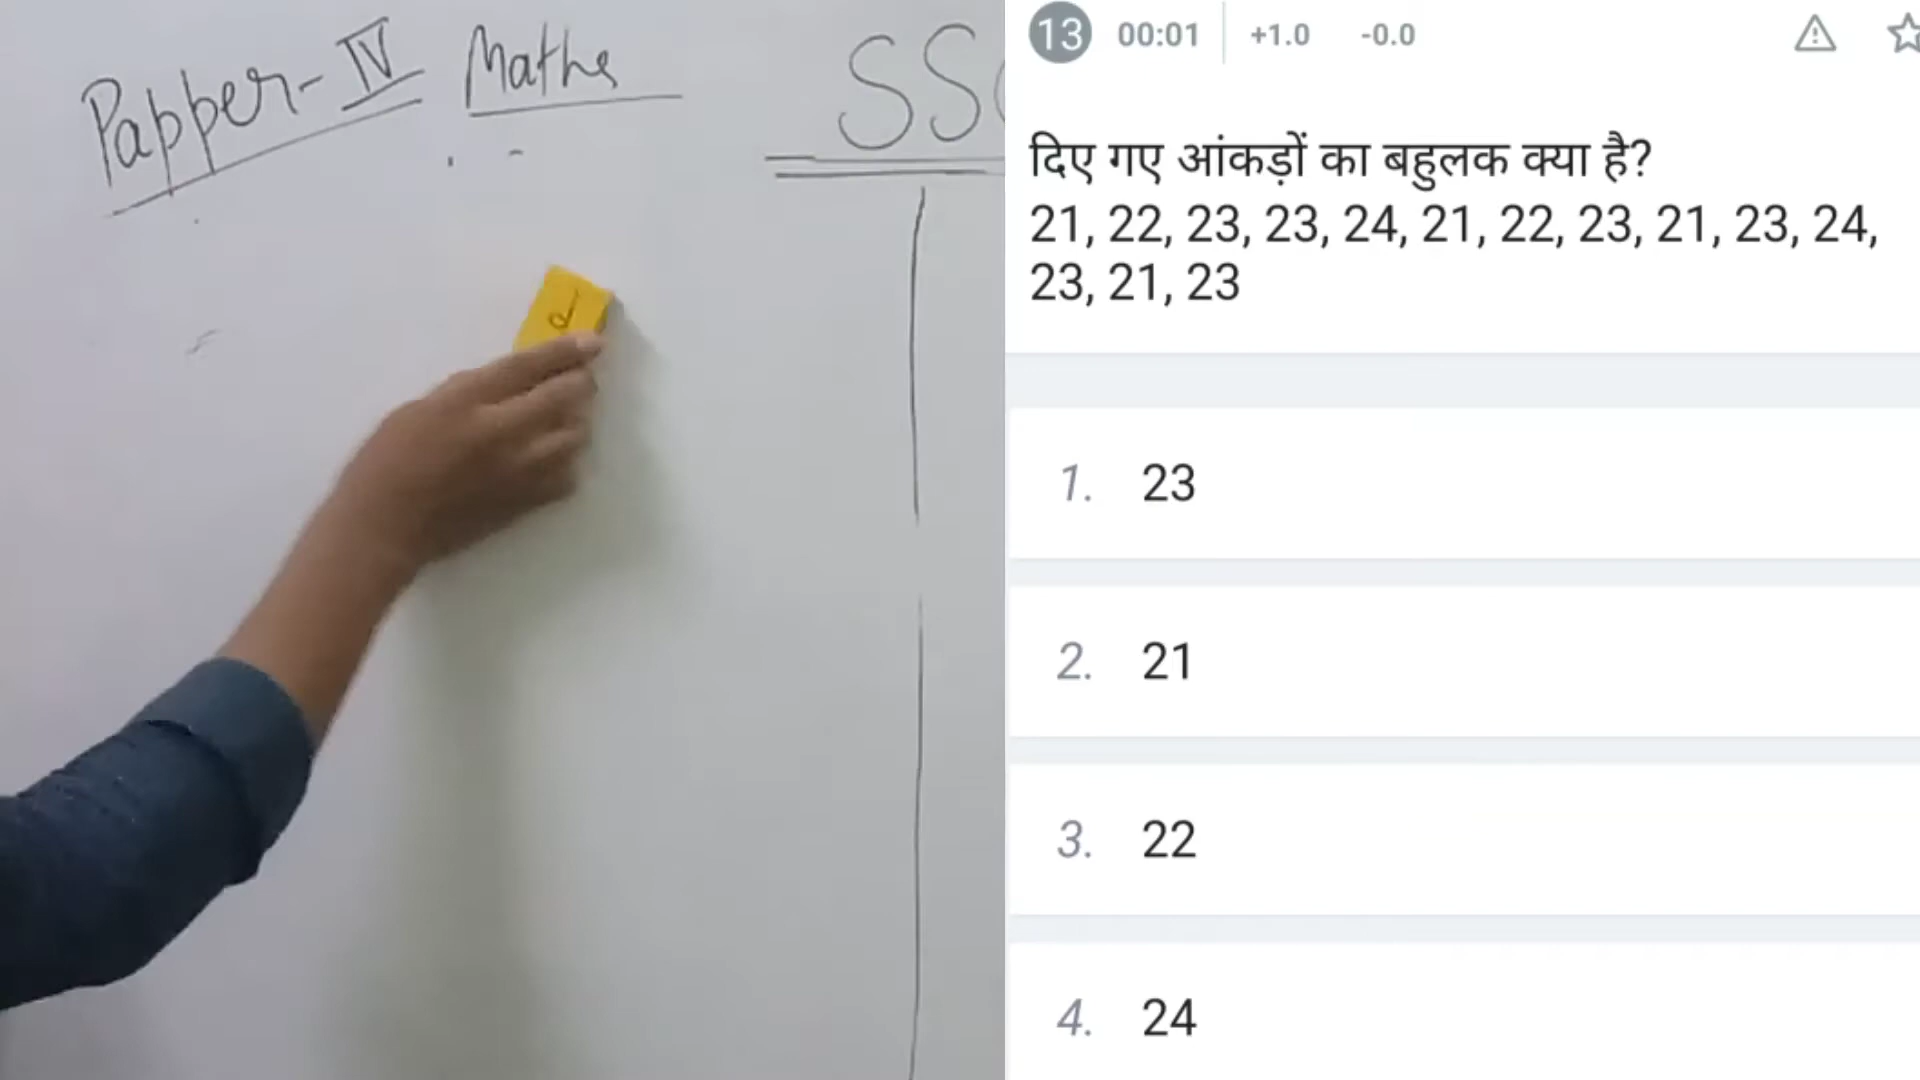 Papper-IV Maths
SSC
13 00:01 +1.0 -0.0
दिए गए आंकड़ों का बहुलक क्या है?
21, 22, 23, 23, 24, 21, 22, 23, 21, 23, 24,
23, 21, 23
1. 23
2. 21
3. 22
4. 24